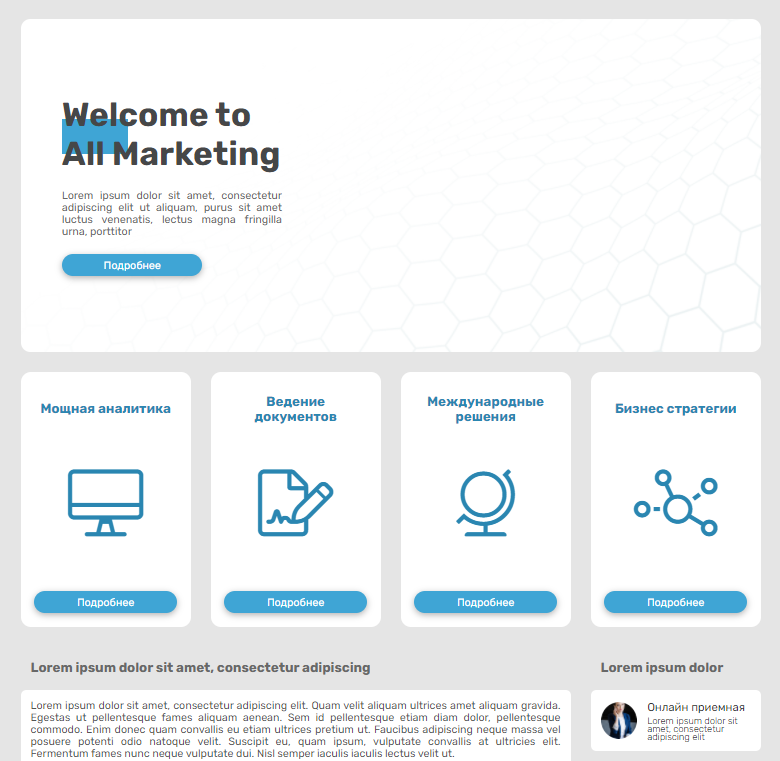 Welcome to
All Marketing
Lorem ipsum dolor sit amet, consectetur
adipiscing elit ut aliquam, purus sit amet
luctus venenatis, lectus magna fringilla
urna, porttitor
Подробнее
Мощная аналитика
Ведение
документов
Международные
решения
Бизнес стратегии
Подробнее
Подробнее
Подробнее
Подробнее
Lorem ipsum dolor sit amet, consectetur adipiscing
Lorem ipsum dolor sit amet, consectetur adipiscing elit. Quam velit aliquam ultrices amet aliquam gravida.
Egestas ut pellentesque fames aliquam aenean. Sem id pellentesque etiam diam dolor, pellentesque
commodo. Enim donec quam convallis eu etiam ultrices pretium ut. Faucibus adipiscing neque massa vel
posuere potenti odio natoque velit. Suscipit eu, quam ipsum, vulputate convallis at ultricies elit.
Fermentum fames nunc neque vulputate dui. Nisl semper iaculis iaculis lectus velit ut.
Lorem ipsum dolor
Онлайн приемная
Lorem ipsum dolor sit
amet, consectetur
adipiscing elit